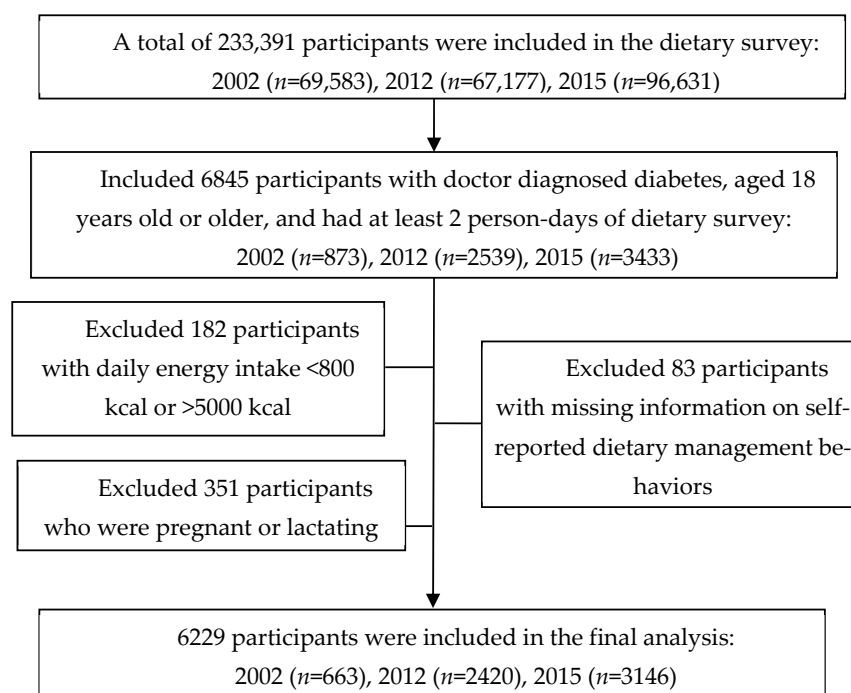 A total of 233,391 participants were included in the dietary survey:
2002 (n=69,583), 2012 (n=67,177), 2015 (n=96,631)
Included 6845 participants with doctor diagnosed diabetes, aged 18
years old or older, and had at least 2 person-days of dietary survey:
2002 (n=873), 2012 (n=2539), 2015 (n=3433)
Excluded 182 participants
with daily energy intake <800
kcal or >5000 kcal
Excluded 83 participants
with missing information on self-
reported dietary management be-
haviors
Excluded 351 participants
who were pregnant or lactating
6229 participants were included in the final analysis:
2002 (n=663), 2012 (n=2420), 2015 (n=3146)